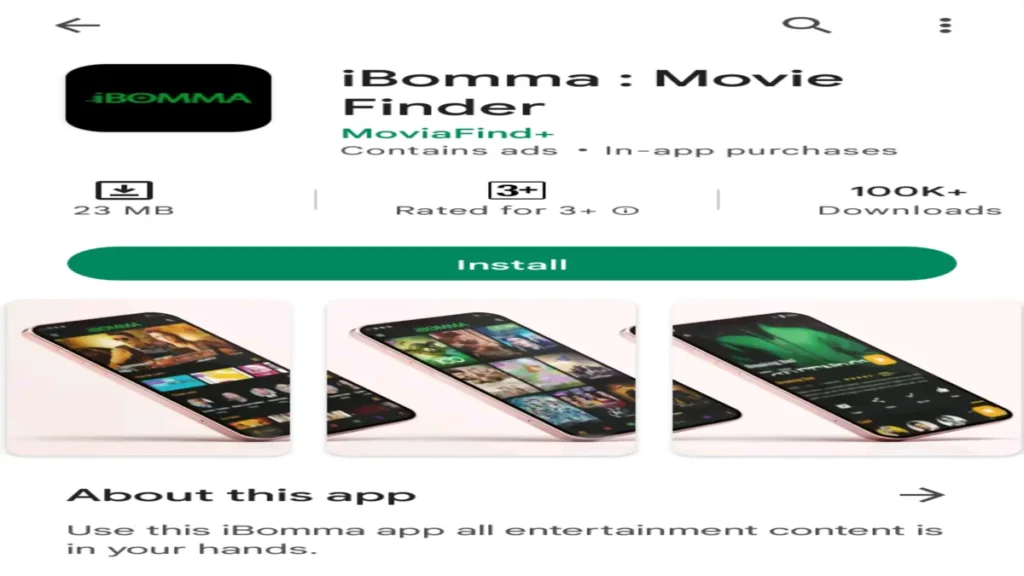 iBOMMA
iBomma : Movie
Finder
MoviaFind+
Contains ads • In-app purchases
23 MB
3+
Rated for 3+
100K+
Downloads
Install
iBOMMA
iBOMMA
About this app
Use this iBomma app all entertainment content is
in your hands.